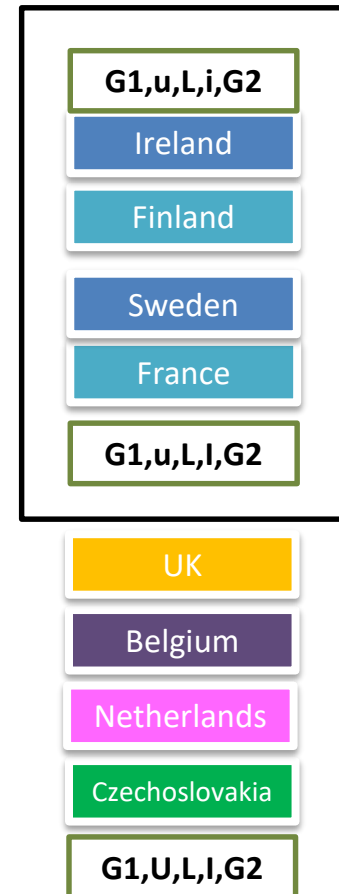 G1,u,L,i,G2
Ireland
Finland
Sweden
France
G1,u,L,I,G2
UK
Belgium
Netherlands
Czechoslovakia
G1,U,L,I,G2